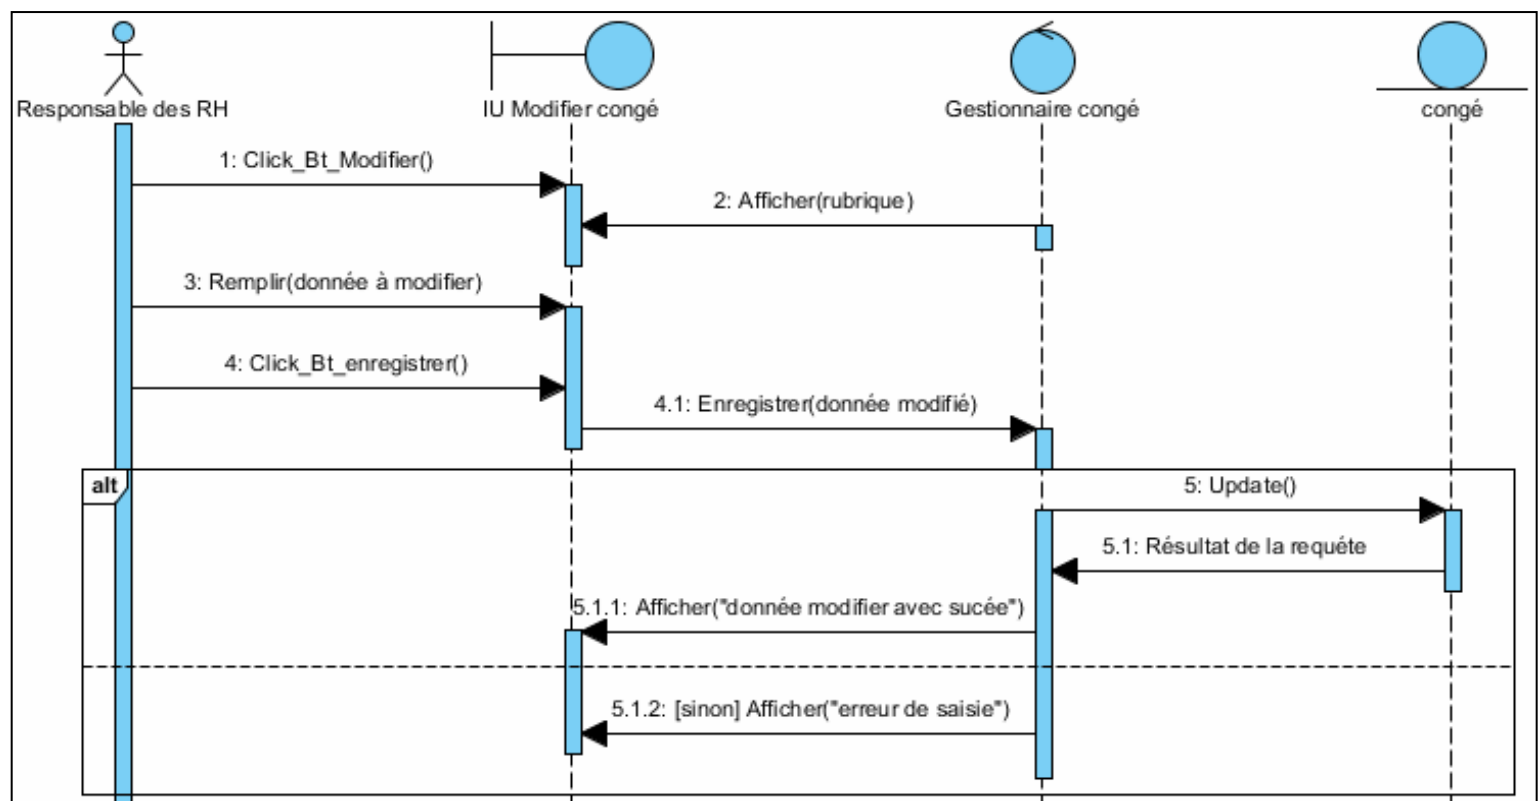 Responsable des RH
IU Modifier congé
Gestionnaire congé
congé
1: Click_Bt_Modifier()
2: Afficher(rubrique)
3: Remplir(donnée à modifier)
4: Click_Bt_enregistrer()
4.1: Enregistrer(donnée modifié)
alt
5: Update()
5.1: Résultat de la requéte
5.1.1: Afficher("donnée modifier avec sucée")
5.1.2: [sinon] Afficher("erreur de saisie")